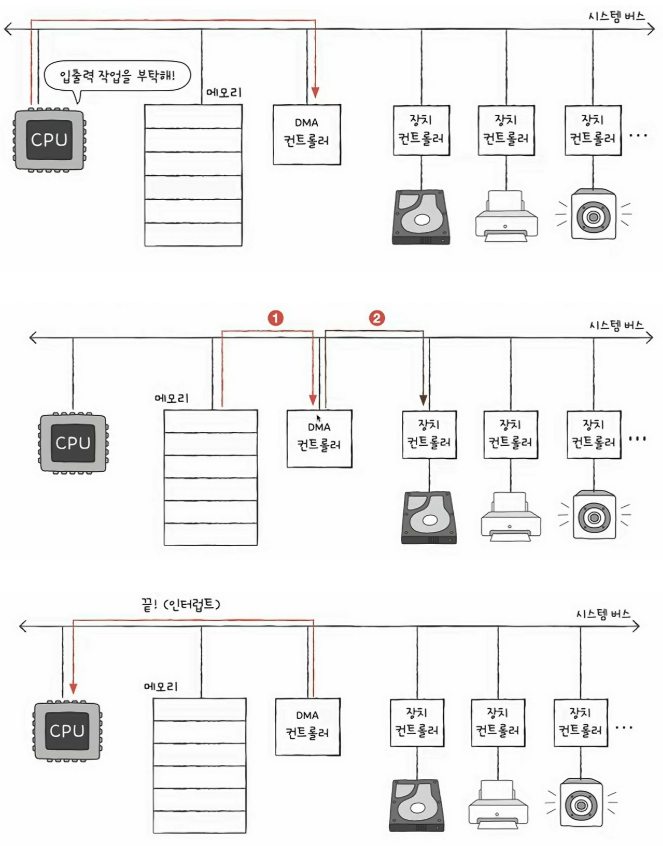 시스템 버스
입출력 작업을 부탁해!
메모리
CPU
DMA
컨트롤러
장치
컨트롤러
장치
컨트롤러
장치
컨트롤러
...
1
2
시스템 버스
메모리
CPU
DMA
컨트롤러
장치
컨트롤러
장치
컨트롤러
장치
컨트롤러
...
끝! (인터럽트)
시스템 버스
메모리
CPU
DMA
컨트롤러
장치
컨트롤러
장치
컨트롤러
장치
컨트롤러
...